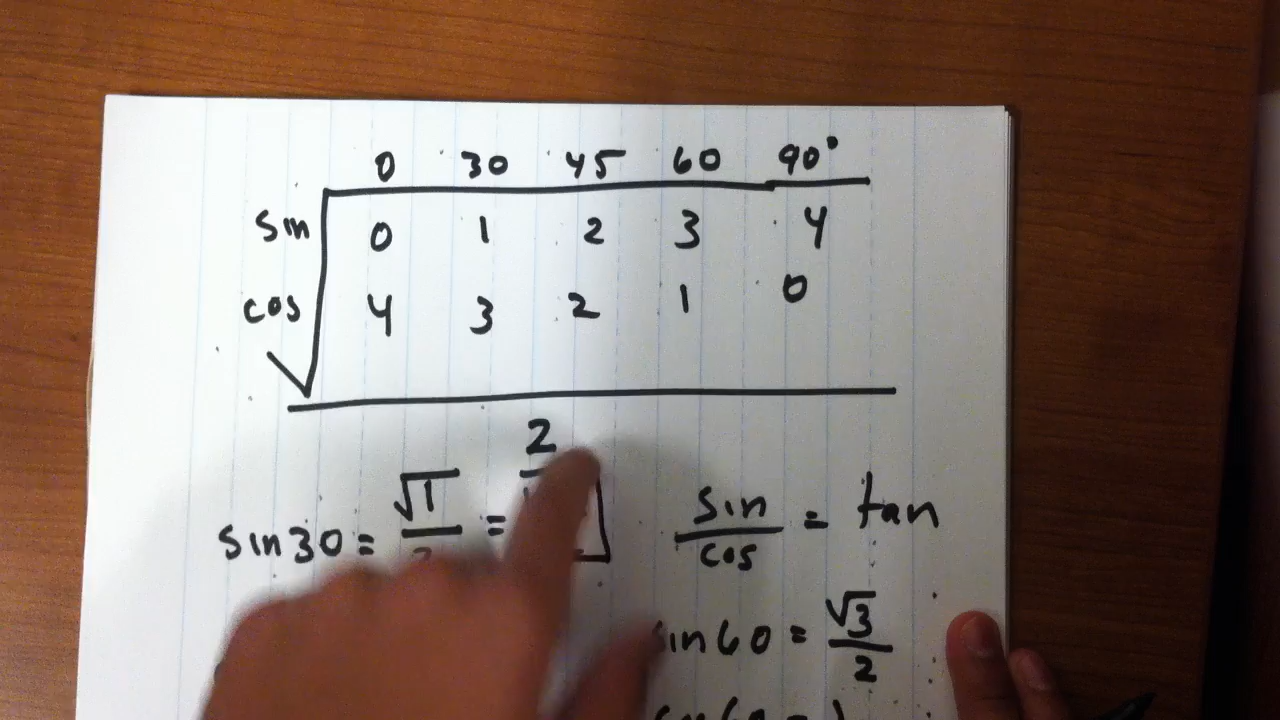 0 30 45 60 90°
sin 0 1 2 3 4
cos 4 3 2 1 0
2
sin30 = √1/2 =
sin/cos = tan
sin60 = √3/2